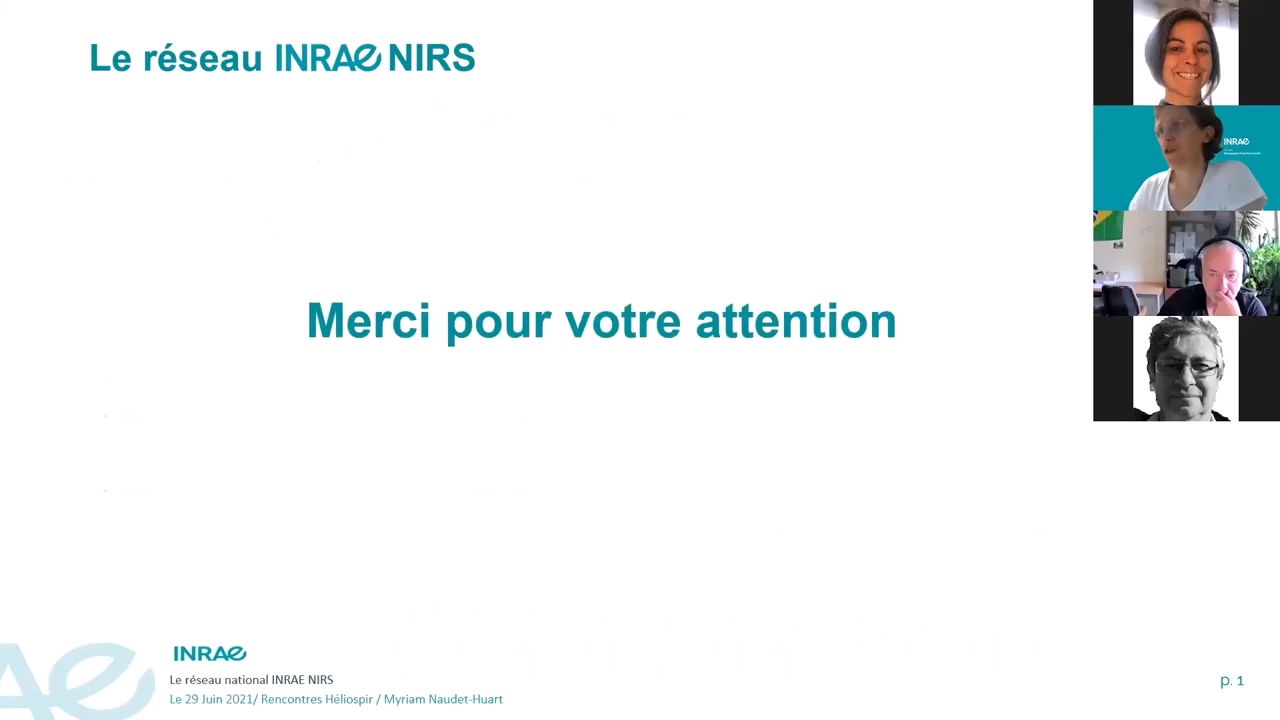 Le réseau INRAE NIRS
INRAE
Merci pour votre attention
INRAE
Le réseau national INRAE NIRS
Le 29 Juin 2021/ Rencontres Héliospir / Myriam Naudet-Huart
p. 1